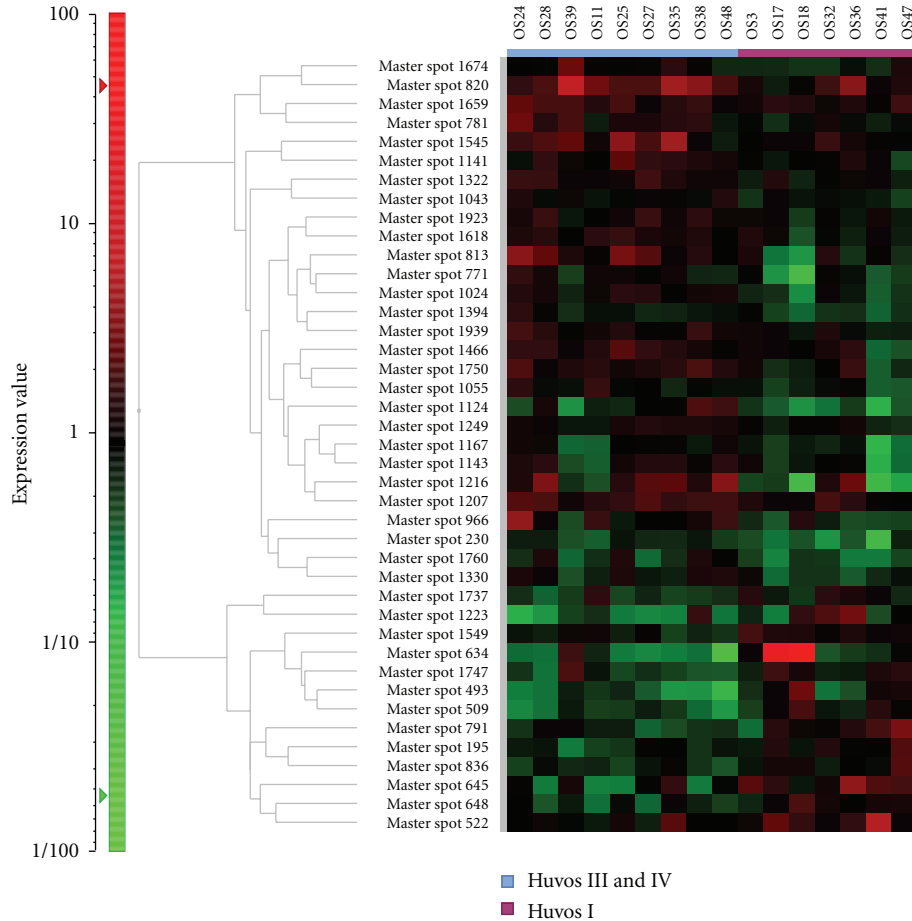 OS24 OS28 OS39 OS11 OS25 OS27 OS35 OS38 OS48 OS3 OS17 OS18 OS32 OS36 OS41 OS47
100
10
1
1/10
1/100
Expression value
Master spot 1674
Master spot 820
Master spot 1659
Master spot 781
Master spot 1545
Master spot 1141
Master spot 1322
Master spot 1043
Master spot 1923
Master spot 1618
Master spot 813
Master spot 771
Master spot 1024
Master spot 1394
Master spot 1939
Master spot 1466
Master spot 1750
Master spot 1055
Master spot 1124
Master spot 1249
Master spot 1167
Master spot 1143
Master spot 1216
Master spot 1207
Master spot 966
Master spot 230
Master spot 1760
Master spot 1330
Master spot 1737
Master spot 1223
Master spot 1549
Master spot 634
Master spot 1747
Master spot 493
Master spot 509
Master spot 791
Master spot 195
Master spot 836
Master spot 645
Master spot 648
Master spot 522
Huvos III and IV
Huvos I